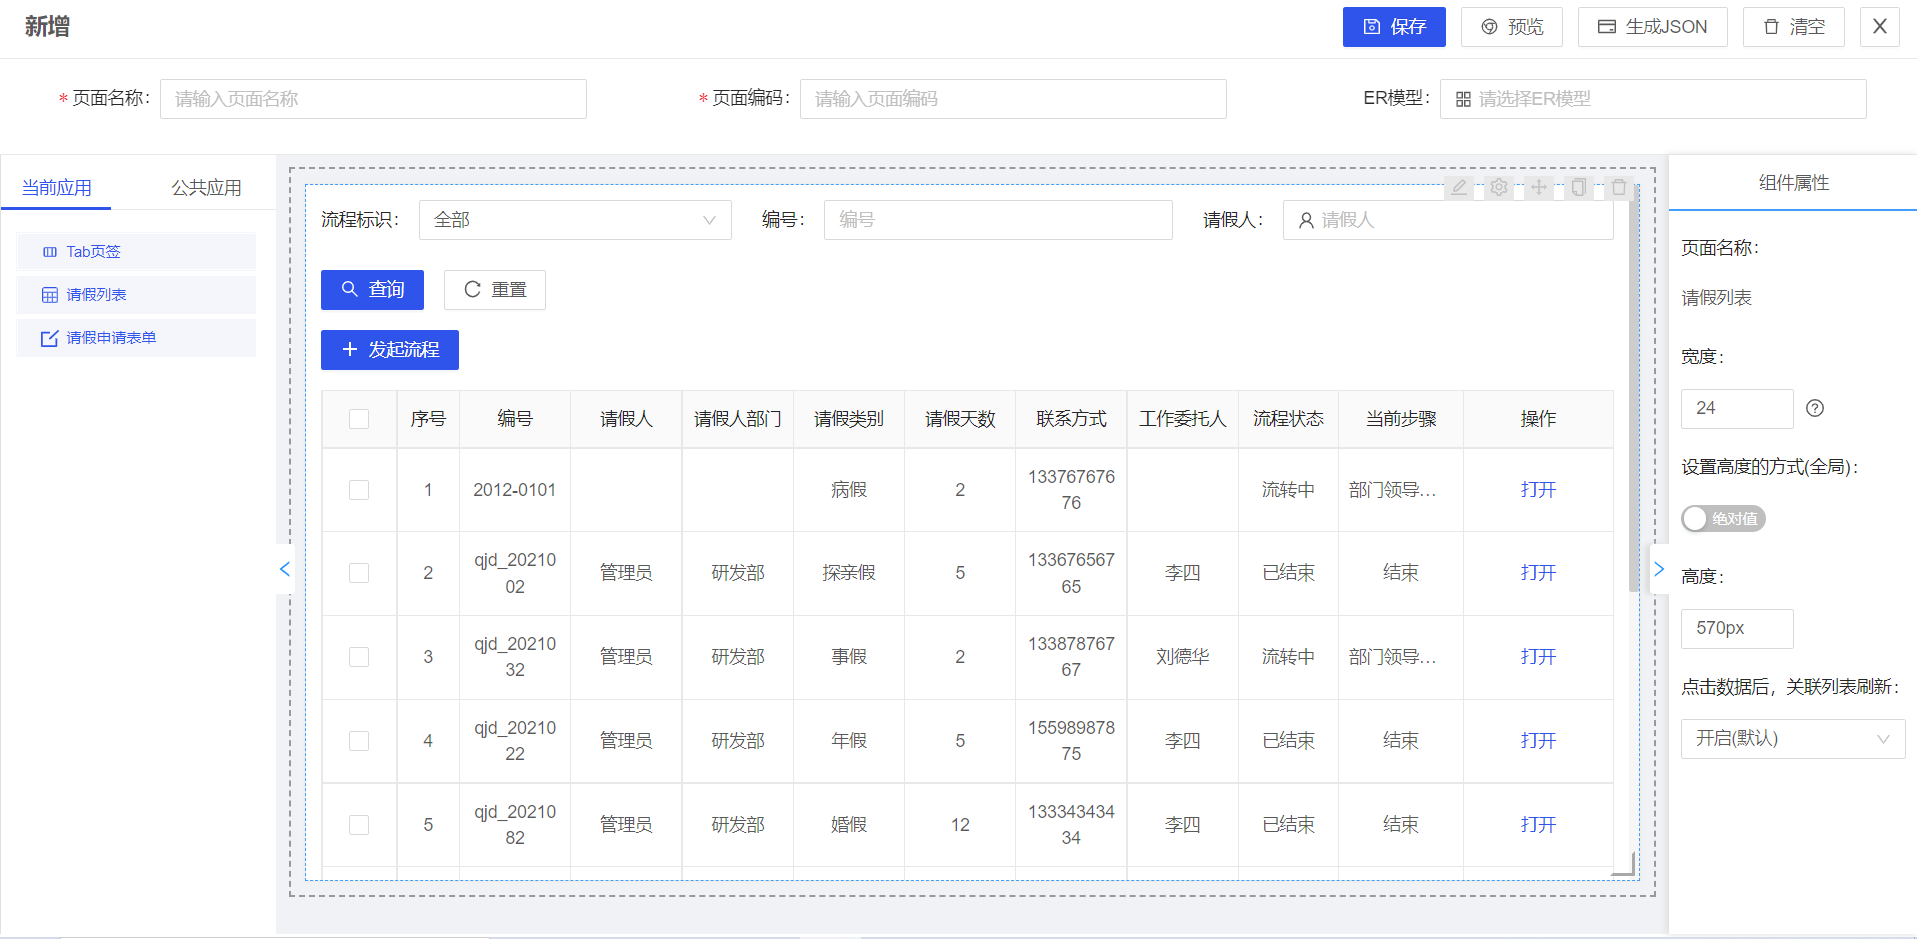 新增
保存
预览
生成JSON
清空
X
* 页面名称: 请输入页面名称
* 页面编码: 请输入页面编码
ER模型: 请选择ER模型
当前应用 公共应用
Tab页签
请假列表
请假申请表单
流程标识: 全部
编号: 编号
请假人: 请假人
查询 重置
发起流程
序号 编号 请假人 请假人部门 请假类别 请假天数 联系方式 工作委托人 流程状态 当前步骤 操作
1 2012-0101 病假 2 13376767676 流转中 部门领导... 打开
2 qjd_2021002 管理员 研发部 探亲假 5 13367656765 李四 已结束 结束 打开
3 qjd_2021032 管理员 研发部 事假 2 13387876767 刘德华 流转中 部门领导... 打开
4 qjd_2021022 管理员 研发部 年假 5 15598987875 李四 已结束 结束 打开
5 qjd_2021082 管理员 研发部 婚假 12 13334343434 李四 已结束 结束 打开
组件属性
页面名称:
请假列表
宽度:
24
设置高度的方式(全局):
绝对值
高度:
570px
点击数据后，关联列表刷新:
开启(默认)